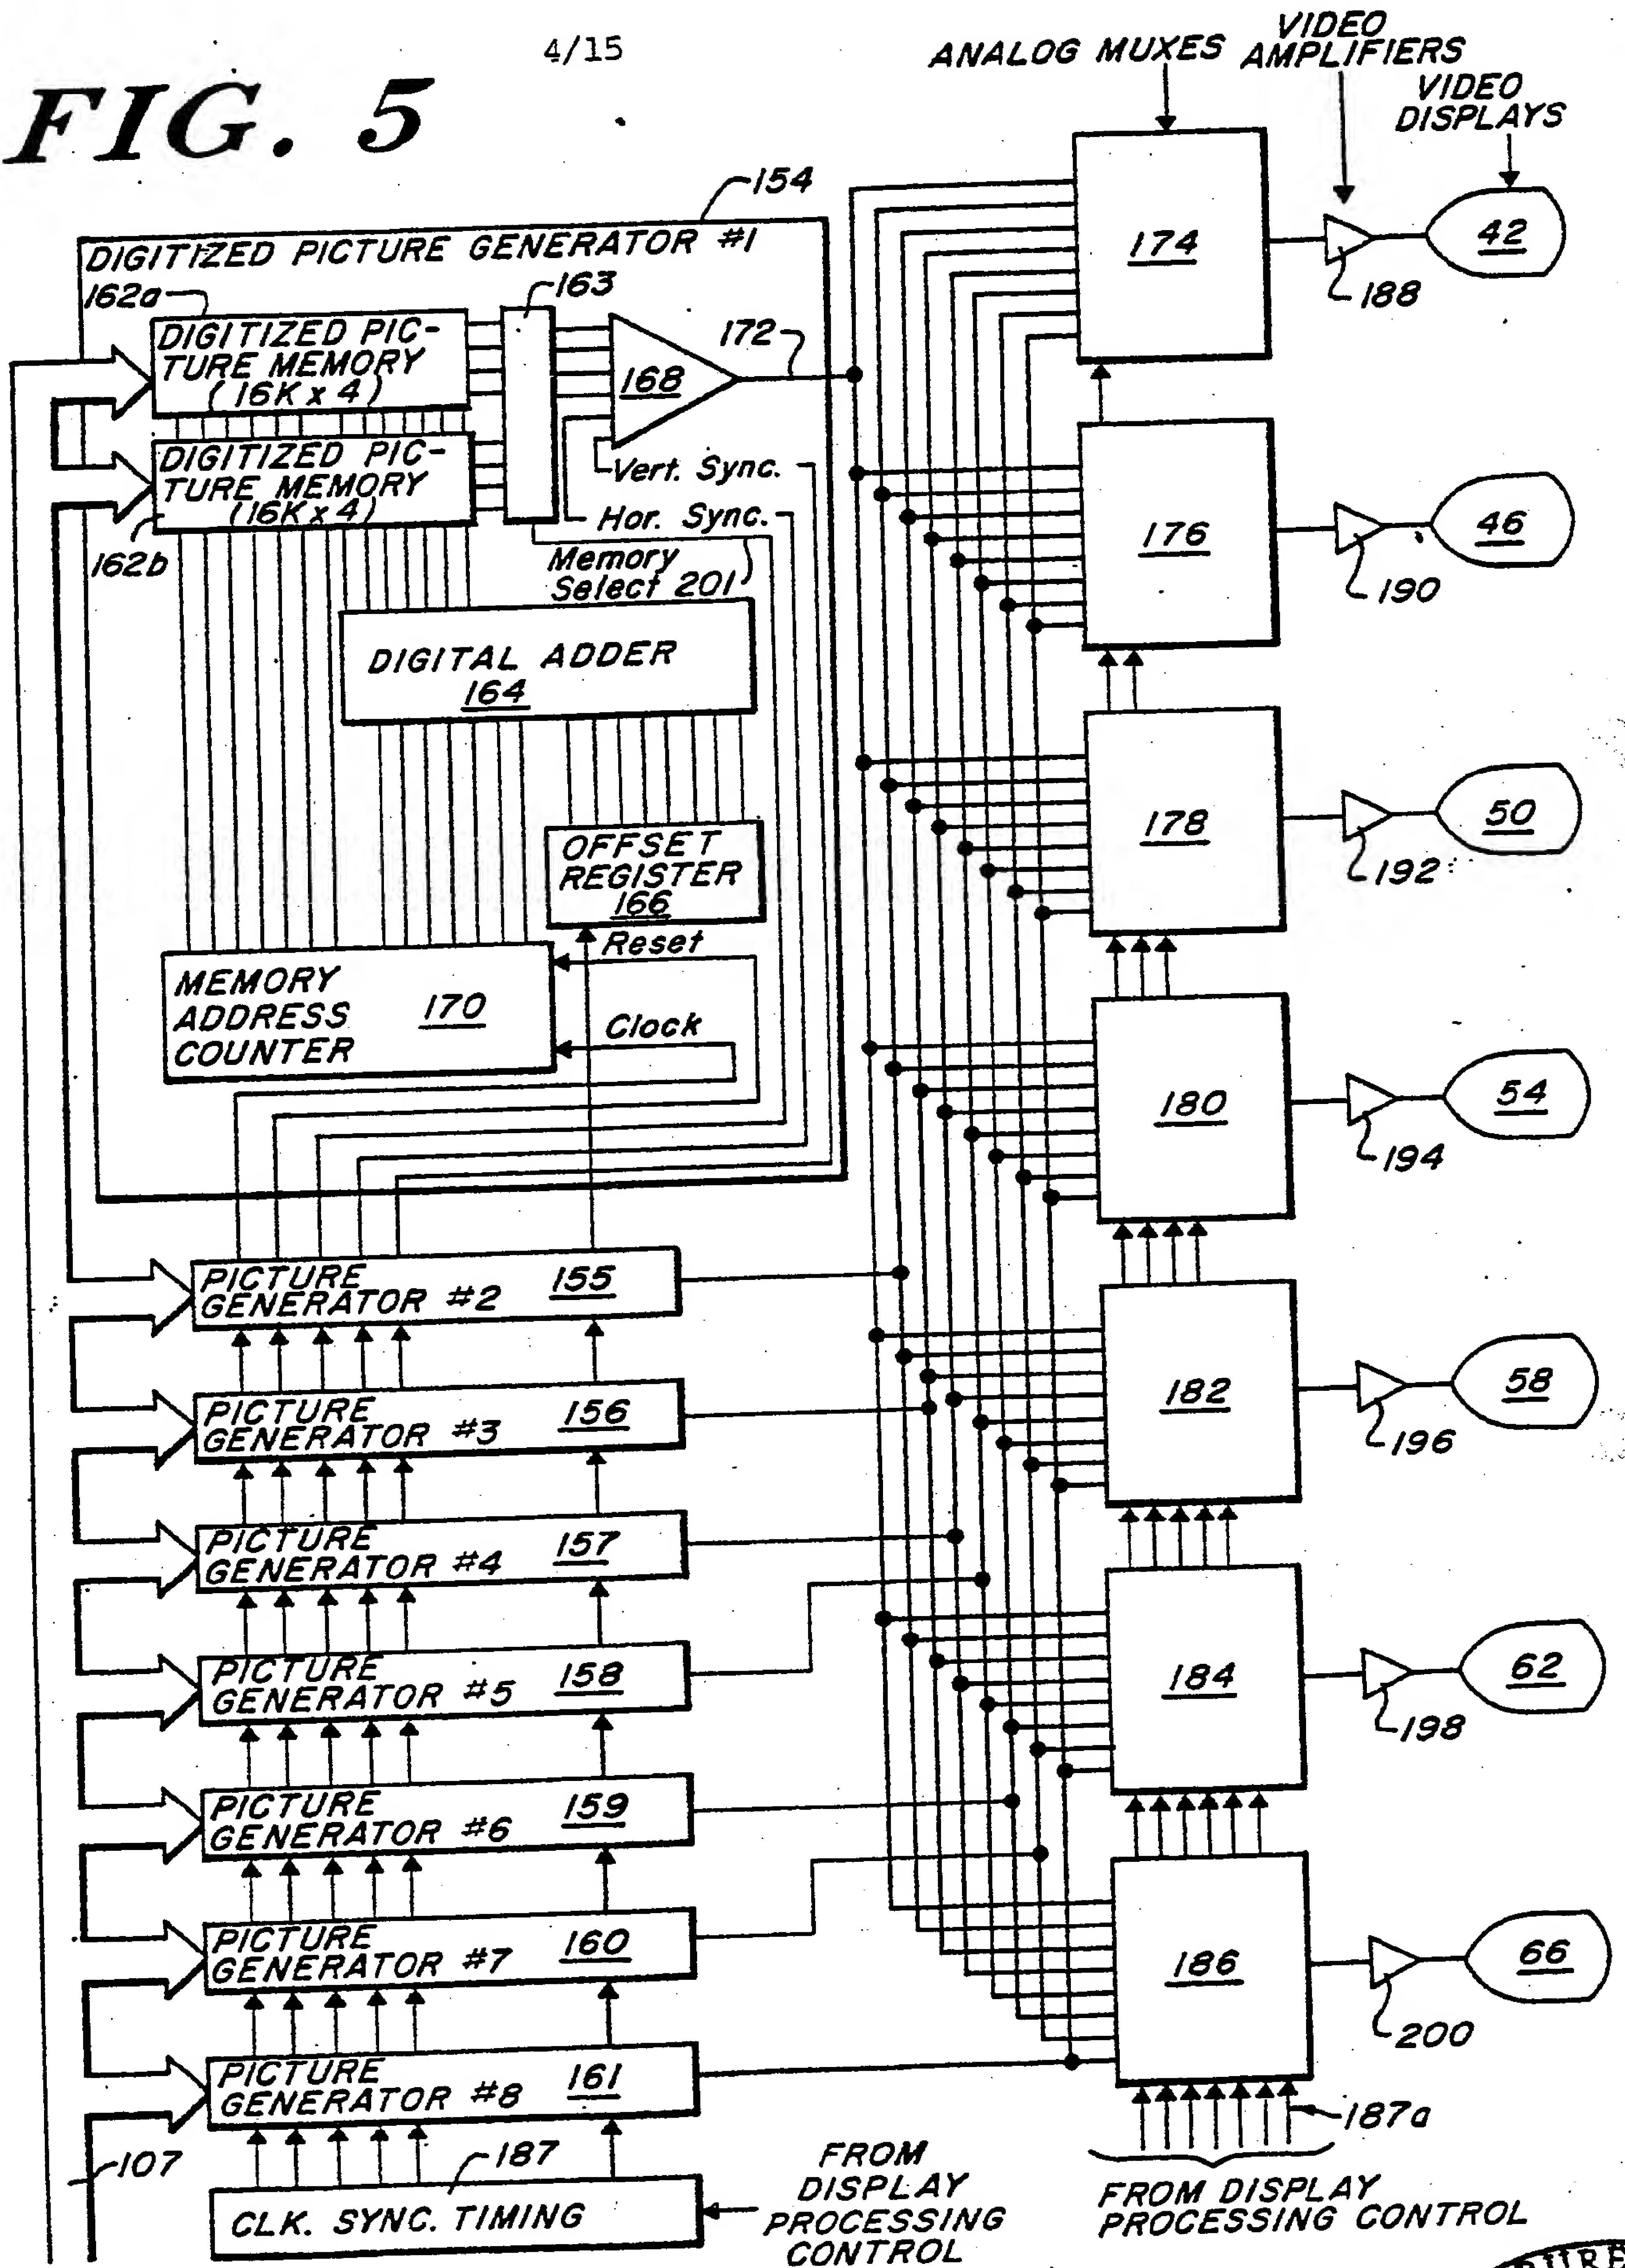 4/15
FIG. 5
ANALOG MUXES
VIDEO
AMPLIFIERS
VIDEO
DISPLAYS
154
DIGITIZED PICTURE GENERATOR #1
162a
163
DIGITIZED PIC-
TURE MEMORY
(16K x 4)
168
172
174
188
42
DIGITIZED PIC-
TURE MEMORY
(16K x 4)
162b
Vert. Sync.
Hor. Sync.
Memory
Select 201
176
190
46
DIGITAL ADDER
164
178
192
50
OFFSET
REGISTER
166
Reset
MEMORY
ADDRESS
COUNTER
170
Clock
180
194
54
PICTURE
GENERATOR #2
155
PICTURE
GENERATOR #3
156
182
196
58
PICTURE
GENERATOR #4
157
PICTURE
GENERATOR #5
158
184
198
62
PICTURE
GENERATOR #6
159
PICTURE
GENERATOR #7
160
186
200
66
PICTURE
GENERATOR #8
161
187a
107
187
CLK. SYNC. TIMING
FROM
DISPLAY
PROCESSING
CONTROL
FROM DISPLAY
PROCESSING CONTROL